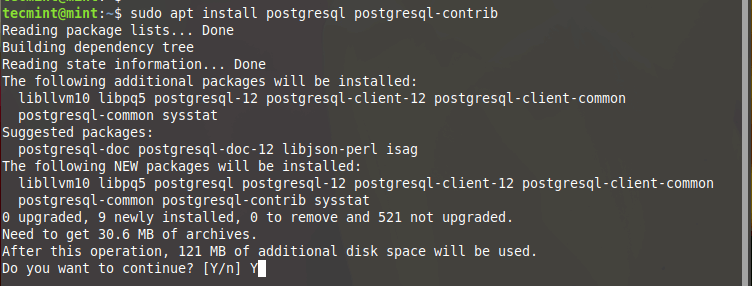 tecmint@mint:~$ sudo apt install postgresql postgresql-contrib
Reading package lists... Done
Building dependency tree
Reading state information... Done
The following additional packages will be installed:
  libllvm10 libpq5 postgresql-12 postgresql-client-12 postgresql-client-common
  postgresql-common sysstat
Suggested packages:
  postgresql-doc postgresql-doc-12 libjson-perl isag
The following NEW packages will be installed:
  libllvm10 libpq5 postgresql postgresql-12 postgresql-client-12 postgresql-client-common
  postgresql-common postgresql-contrib sysstat
0 upgraded, 9 newly installed, 0 to remove and 521 not upgraded.
Need to get 30.6 MB of archives.
After this operation, 121 MB of additional disk space will be used.
Do you want to continue? [Y/n] Y